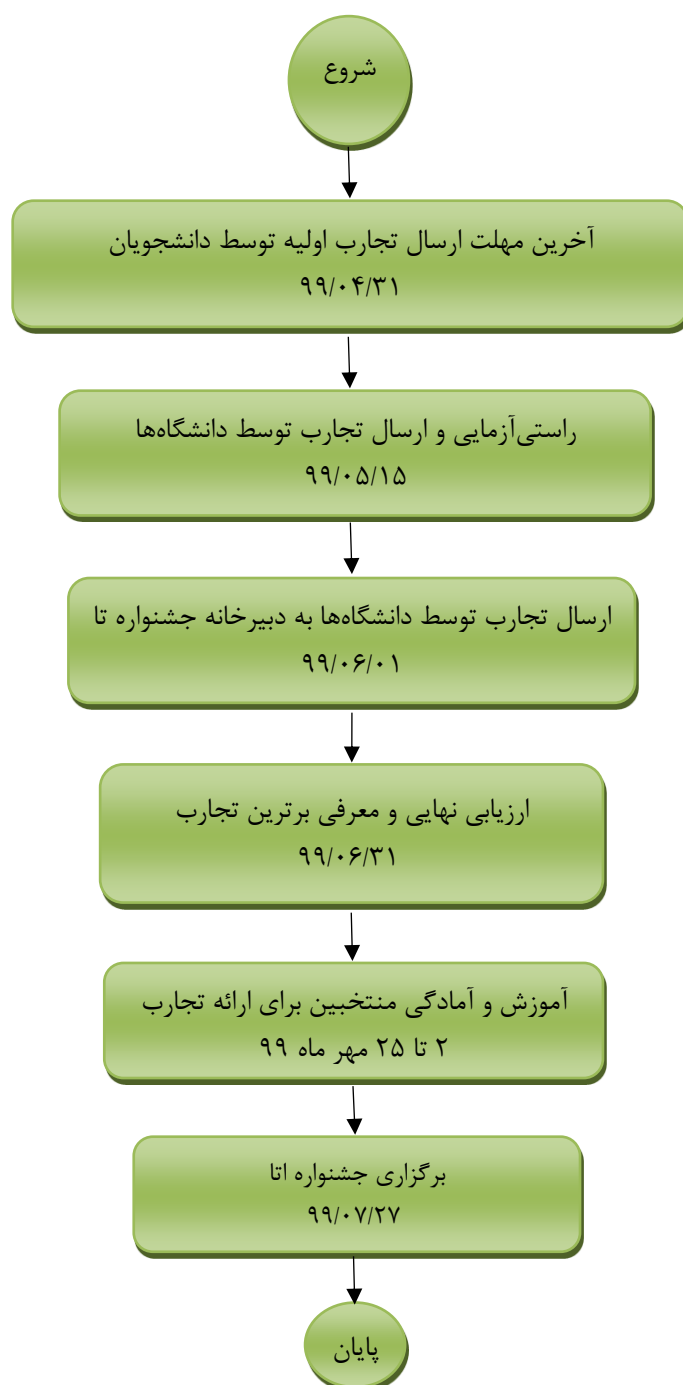 شروع
آخرین مهلت ارسال تجارب اولیه توسط دانشجویان
۹۹/۰۴/۳۱
راستی‌آزمایی و ارسال تجارب توسط دانشگاه‌ها
۹۹/۰۵/۱۵
ارسال تجارب توسط دانشگاه‌ها به دبیرخانه جشنواره تا
۹۹/۰۶/۰۱
ارزیابی نهایی و معرفی برترین تجارب
۹۹/۰۶/۳۱
آموزش و آمادگی منتخبین برای ارائه تجارب
۲ تا ۲۵ مهر ماه ۹۹
برگزاری جشنواره اتا
۹۹/۰۷/۲۷
پایان